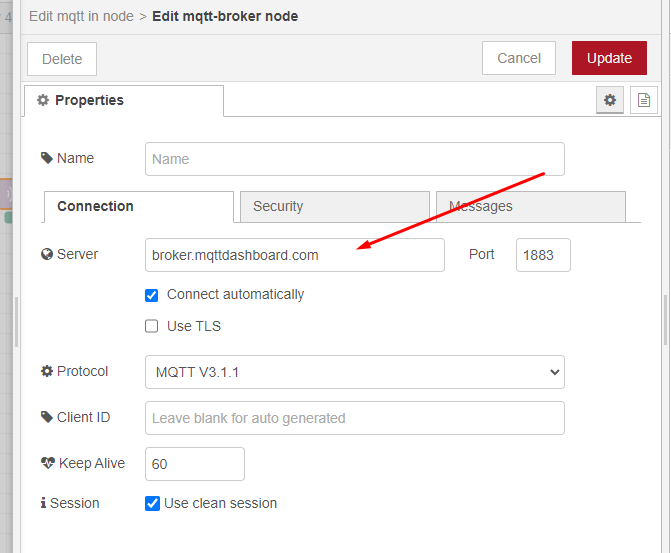 4
Edit mqtt in node > Edit mqtt-broker node
Delete Cancel Update
Properties
Name Name
Connection Security Messages
Server broker.mqttdashboard.com Port 1883
Connect automatically
Use TLS
Protocol MQTT V3.1.1
Client ID Leave blank for auto generated
Keep Alive 60
Session Use clean session